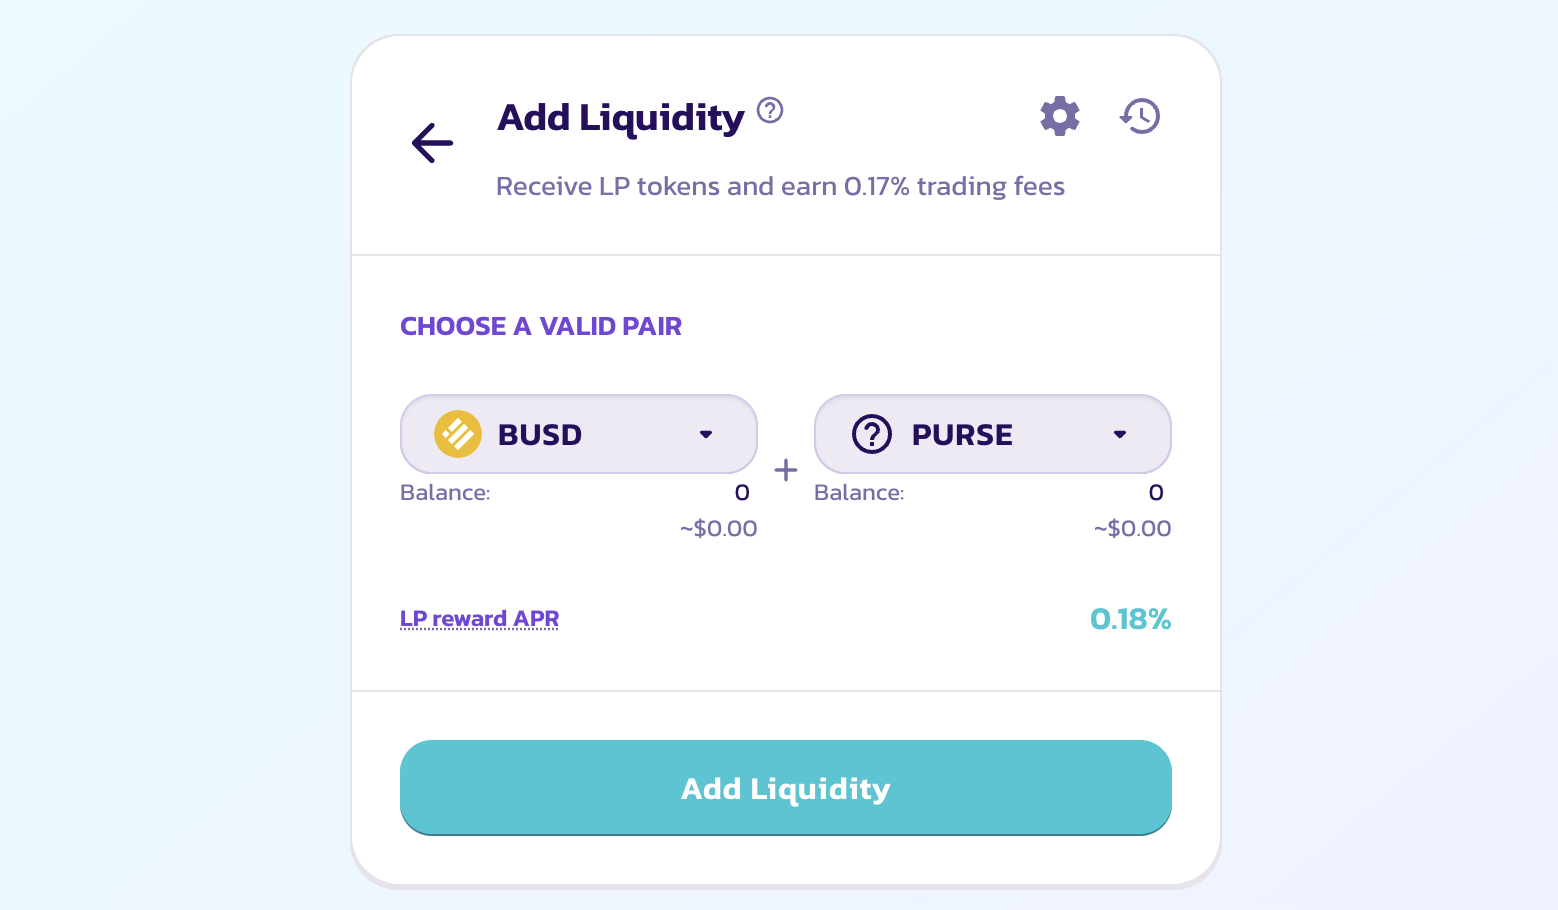 Add Liquidity
Receive LP tokens and earn 0.17% trading fees
CHOOSE A VALID PAIR
BUSD
PURSE
Balance: 0
Balance: 0
~$0.00
~$0.00
LP reward APR
0.18%
Add Liquidity